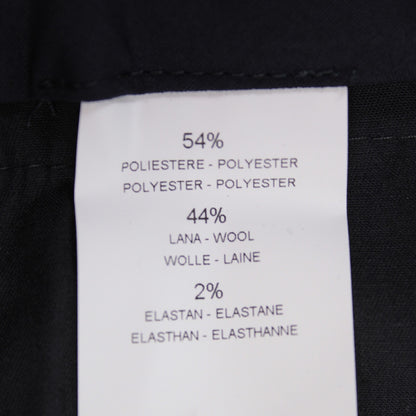 54%
POLIESTERE - POLYESTER
POLYESTER - POLYESTER
44%
LANA - WOOL
WOLLE - LAINE
2%
ELASTAN - ELASTANE
ELASTHAN - ELASTHANNE